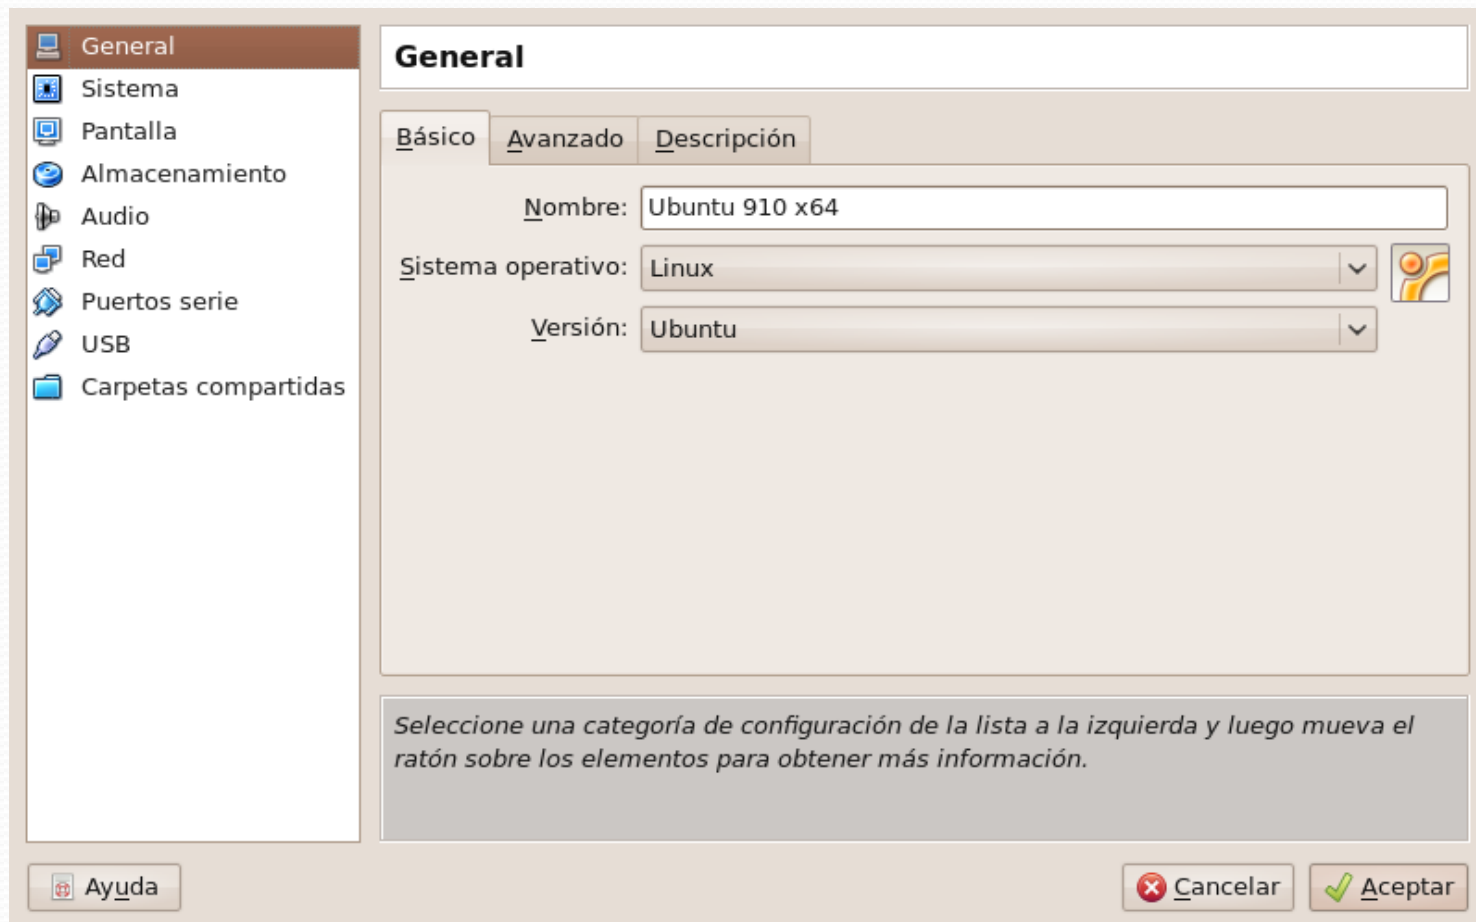 General
Sistema
Pantalla
Almacenamiento
Audio
Red
Puertos serie
USB
Carpetas compartidas
General
Básico Avanzado Descripción
Nombre: Ubuntu 910 x64
Sistema operativo: Linux
Versión: Ubuntu
Seleccione una categoría de configuración de la lista a la izquierda y luego mueva el
ratón sobre los elementos para obtener más información.
Ayuda Cancelar Aceptar